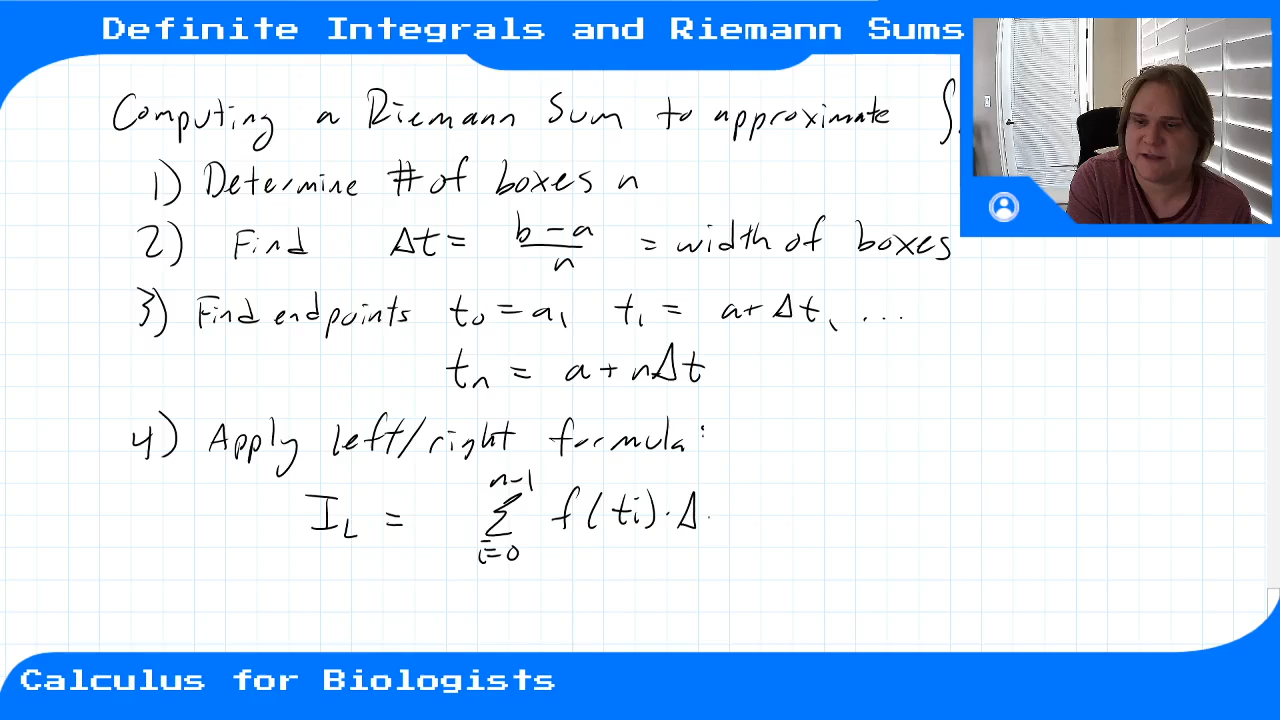 Definite Integrals and Riemann Sums
Computing a Riemann Sum to approximate ∫
1) Determine # of boxes n
2) Find Δt = b-a/n = width of boxes
3) Find endpoints t₀ = a, t₁ = a+Δt, ...
tₙ = a + nΔt
4) Apply left/right formula:
I_L = Σ_{i=0}^{n-1} f(ti)·Δ
Calculus for Biologists